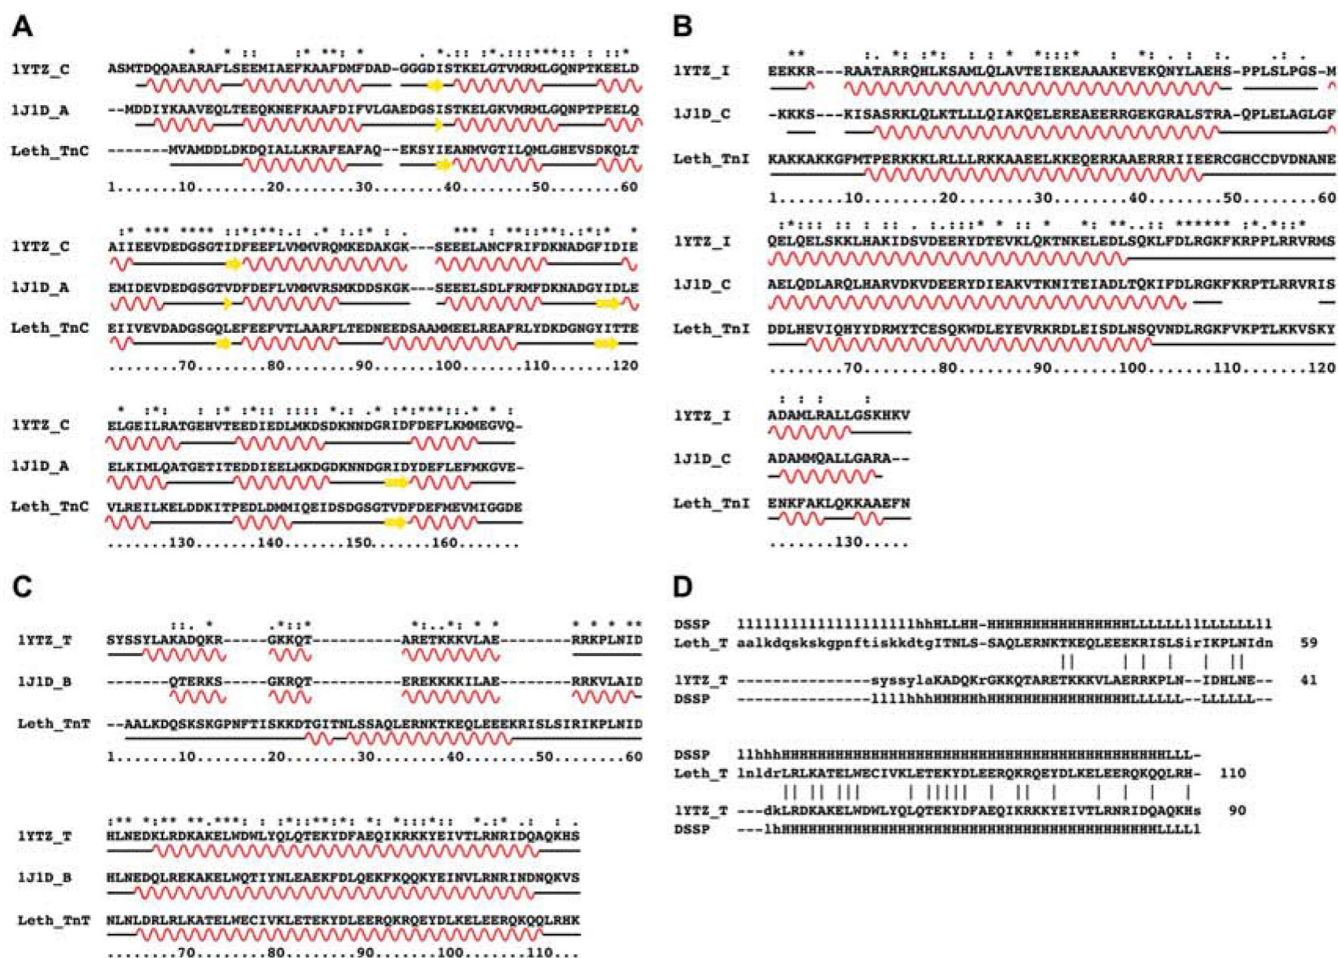 A
* * :: :* ** : * . * :: :: : ** *** :: : :
1YTZ_C ASMTDQQAEARAFLSEEMIAEFKAAFDMFDAD-GGGDISTKELGTVMRMLGQNPTKEELD
1J1D_A --MDDIYKAAVEQLTEEQKNEFKAAFDIFVLGAEDGSISTKELGKVMRMLGQNPTPEELQ
Leth_TnC -------MVAMDDLDKDQIALLKRAFEAFAQ--EKSYIEANMVGTILQMLGHEVSDKQLT
1.......10........20........30........40........50........60
1YTZ_C AIIEEVDEDGSGTIDFEEFLVMMVRQMKEDAKGK---SEEELANCFRIFDKNADGFIDIE
1J1D_A EMIDEVDEDGSGTVDFDEFLVMMVRSMKDDSKGK---SEEELSDLFRMFDKNADGYIDLE
Leth_TnC EIIVEVDADGSGQLEFEEFVTLAARFLTEDNEEDSAAMMEELREAFRLYDKDGNGYITTE
........70........80........90.......100.......110.......120
1YTZ_C ELGEILRATGEHVTEEDIEDLMKDSDKNNDGRIDFDEFLKMMEGVQ-
1J1D_A ELKIMLQATGETITEDDIEELMKDGDKNNDGRIDYDEFLEFMKGVE-
Leth_TnC VLREILKELDDKITPEDLDMMIQEIDSDGSGTVDFDEFMEVMIGGDE
.......130.......140.......150.......160.......
B
1YTZ_I EEKKR---RAATARRQHLKSAMLQLAVTEIEKEAAAKEVEKQNYLAEHS-PPLSLPGS-M
1J1D_C -KKKS---KISASRKLQLKTLLLQIAKQELEREAEERRGEKGRALSTRA-QPLELAGLGF
Leth_TnI KAKKAKKGFMTPERKKKLRLLLRKKAAEELKKEQERKAAERRRIIEERCGHCCDVDNANE
1.......10........20........30........40........50........60
1YTZ_I QELQELSKKLHAKIDSVDEERYDTEVKLQKTNKELEDLSQKLFDLRGKFKRPPLRRVRMS
1J1D_C AELQDLARQLHARVDKVDEERYDIEAKVTKNITEIADLTQKIFDLRGKFKRPTLRRVRIS
Leth_TnI DDLHEVIQHYYDRMYTCESQKWDLEYEVRKRDLEISDLNSQVNDLRGKFVKPTLKKVSKY
........70........80........90.......100.......110.......120
: : : :
1YTZ_I ADAMLRALLGSKHKV
1J1D_C ADAMMQALLGARA--
Leth_TnI ENKFAKLQKKAAEFN
.......130.....
C
1YTZ_T SYSSYLAKADQKR------GKKQT----------ARETKKKVLAE--------RRKPLNID
1J1D_B QTERKS-----GKRQT----------EREKKKKILAE--------RRKVLAID
Leth_TnT --AALKDQSKSKGPNFTISKKDTGITNLSSAQLERNKTKEQLEEEKRISLSIRIKPLNID
1.......10........20........30........40........50........60
1YTZ_T HLNEDKLRDKAKELWDWLYQLQTEKYDFAEQIKRKKYEIVTLRNRIDQAQKHS
1J1D_B HLNEDQLREKAKELWQTIYNLEAEKFDLQEKFKQQKYEINVLRNRINDNQKVS
Leth_TnT NLNLDRLRLKATELWECIVKLETEKYDLEERQKRQEYDLKELEERQKQQLRHK
........70........80........90.......100.......110....
D
DSSP llllllllllllllllllllhhHLLHH-HHHHHHHHHHHHHHHHLLLLLLllLLLLLLll
Leth_T aalkdqskskgpnftiskkdtgITNLS-SAQLERNKTKEQLEEEKRISLSirIKPLNIdn 59
1YTZ_T ---------------syssylaKADQKrGKKQTARETKKKVLAERRKPLN--IDHLNE-- 41
DSSP ---------------llllhhhHHHHHhHHHHHHHHHHHHHHHHLLLLLL--LLLLLL--
DSSP llhhhHHHHHHHHHHHHHHHHHHHHHHHHHHHHHHHHHHHHHHHHHHLLL-
Leth_T lnldrLRLKATELWECIVKLETEKYDLEERQKRQEYDLKELEERQKQQLRH- 110
1YTZ_T ---dkLRDKAKELWDWLYQLQTEKYDFAEQIKRKKYEIVTLRNRIDQAQKHs 90
DSSP ---lhHHHHHHHHHHHHHHHHHHHHHHHHHHHHHHHHHHHHHHHHHHLLLLl